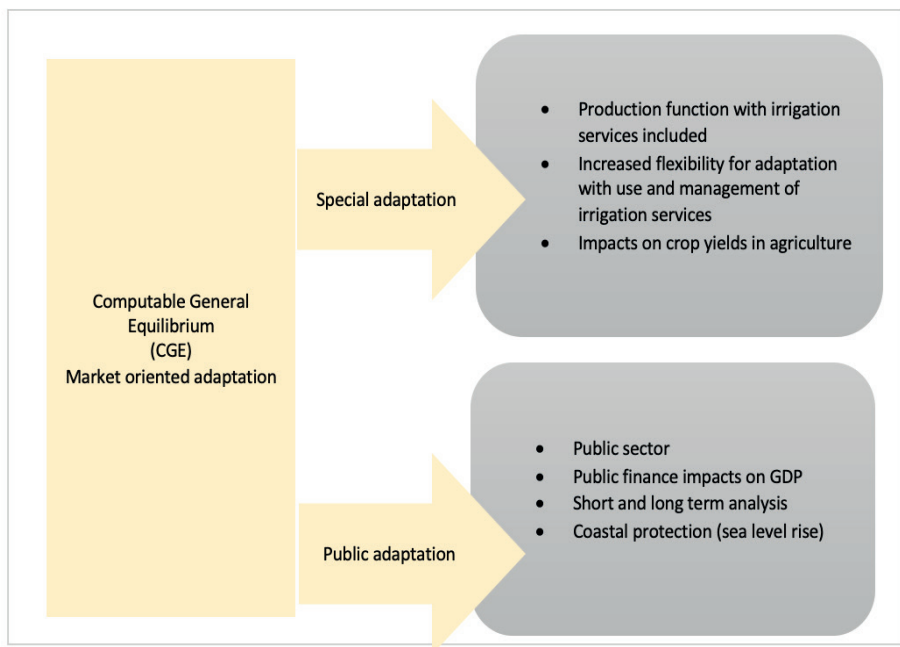 Computable General
Equilibrium
(CGE)
Market oriented adaptation
Special adaptation
• Production function with irrigation
services included
• Increased flexibility for adaptation
with use and management of
irrigation services
• Impacts on crop yields in agriculture
Public adaptation
• Public sector
• Public finance impacts on GDP
• Short and long term analysis
• Coastal protection (sea level rise)